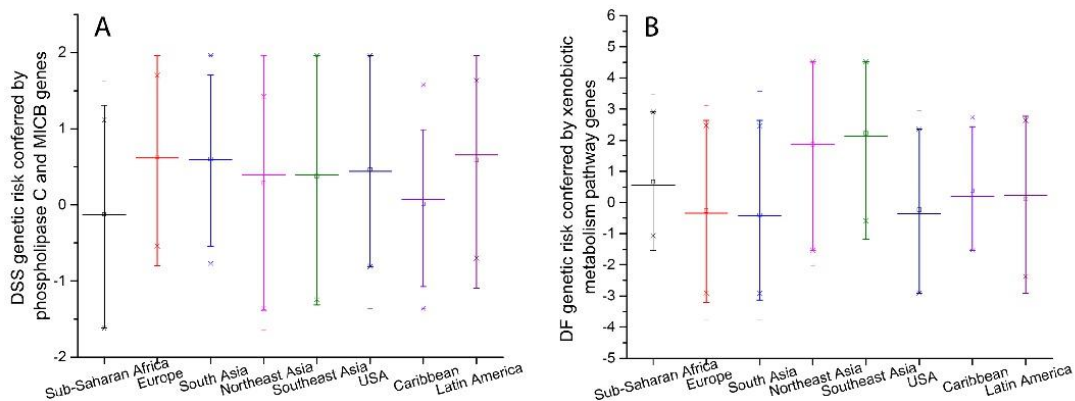 A
DSS genetic risk conferred by
phospholipase C and MICB genes
2
1
0
-1
-2
Sub-Saharan Africa
Europe
South Asia
Northeast Asia
Southeast Asia
USA
Caribbean
Latin America
B
DF genetic risk conferred by xenobiotic
metabolism pathway genes
6
5
4
3
2
1
0
-1
-2
-3
-4
-5
Sub-Saharan Africa
Europe
South Asia
Northeast Asia
Southeast Asia
USA
Caribbean
Latin America